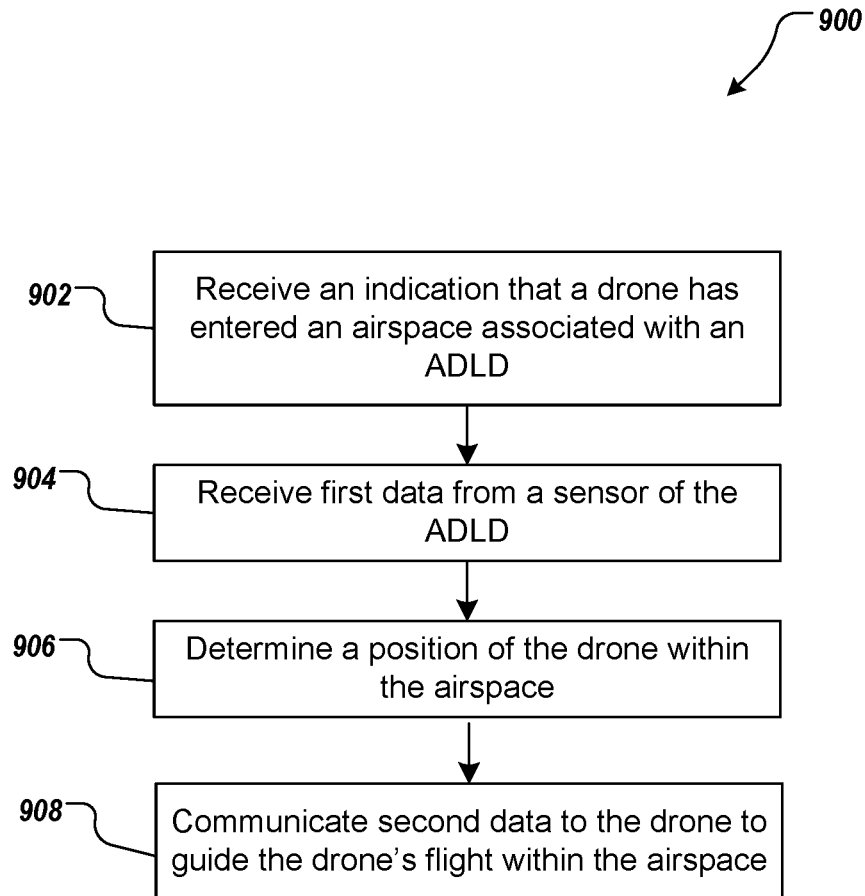 900
902
Receive an indication that a drone has
entered an airspace associated with an
ADLD
904
Receive first data from a sensor of the
ADLD
906
Determine a position of the drone within
the airspace
908
Communicate second data to the drone to
guide the drone's flight within the airspace